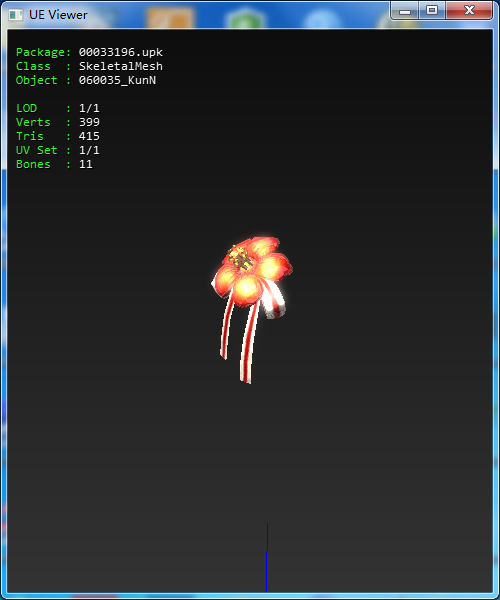 UE Viewer
Package: 00033196.upk
Class : SkeletalMesh
Object : 060035_KunN
LOD : 1/1
Verts : 399
Tris : 415
UV Set : 1/1
Bones : 11